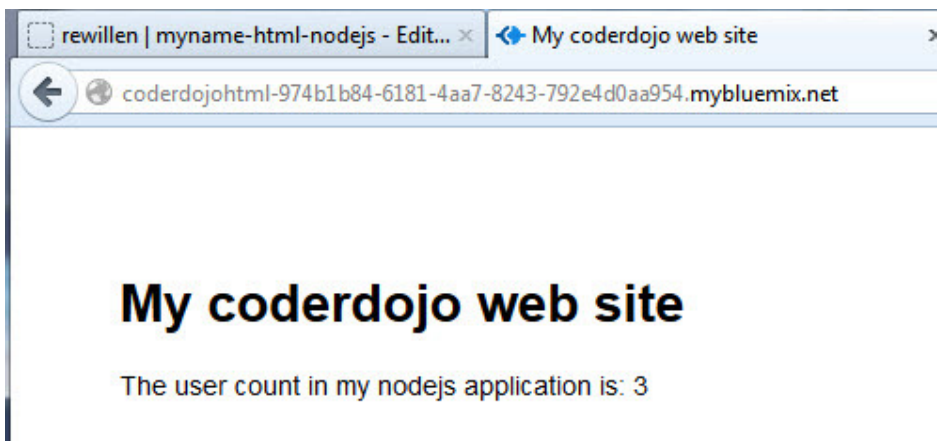 rewillen | myname-html-nodejs - Edit...
My coderdojo web site
coderdojohtml-974b1b84-6181-4aa7-8243-792e4d0aa954.mybluemix.net
My coderdojo web site
The user count in my nodejs application is: 3